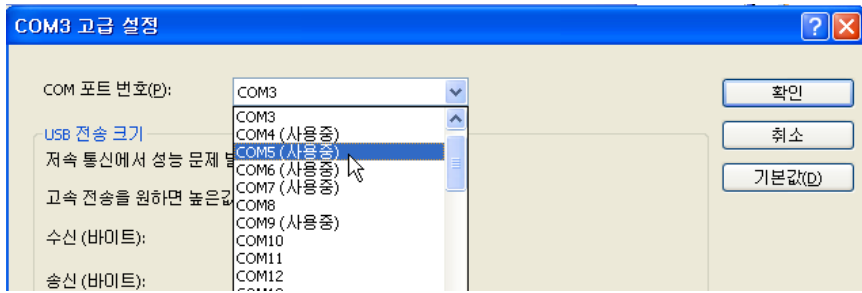 COM3 고급 설정
COM 포트 번호(P):
COM3
확인
COM3
COM4 (사용중)
USB 전송 크기
취소
COM5 (사용중)
저속 통신에서 성능 문제
COM6 (사용중)
COM7 (사용중)
기본값(D)
고속 전송을 원하면 높은값
COM8
COM9 (사용중)
수신 (바이트):
COM10
COM11
송신 (바이트):
COM12